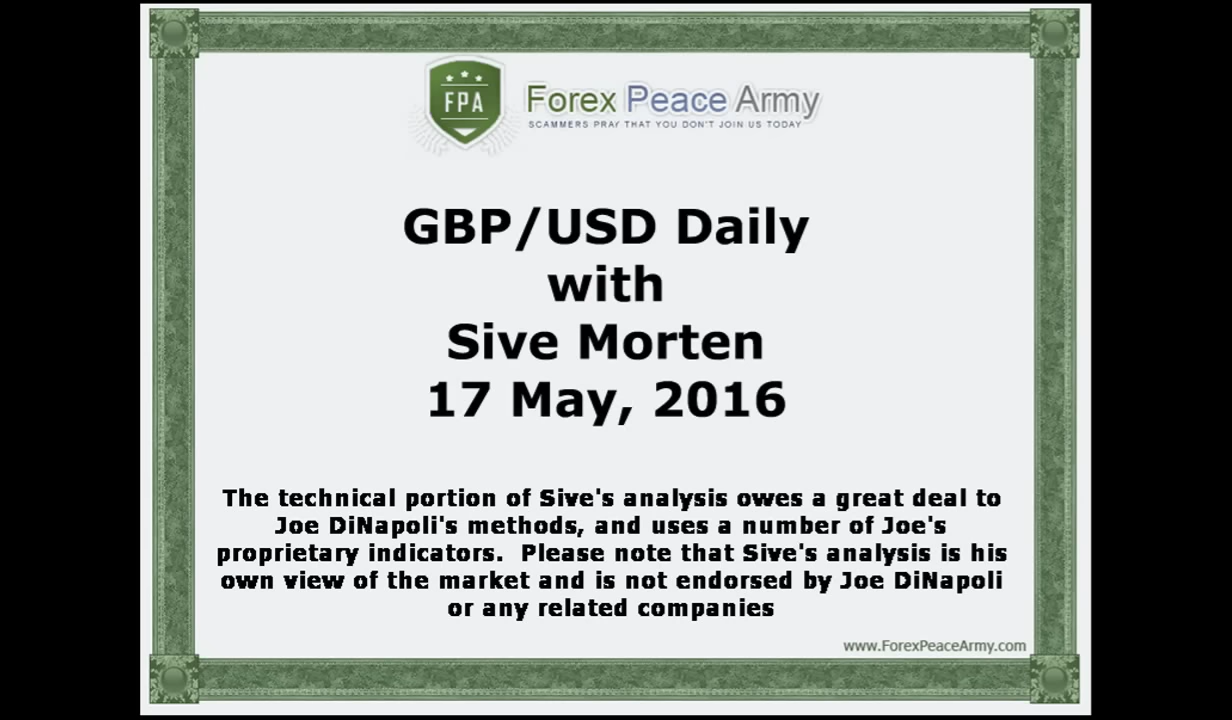 FPA
Forex Peace Army
SCAMMERS PRAY THAT YOU DON'T JOIN US TODAY
GBP/USD Daily
with
Sive Morten
17 May, 2016
The technical portion of Sive's analysis owes a great deal to
Joe DiNapoli's methods, and uses a number of Joe's
proprietary indicators.  Please note that Sive's analysis is his
own view of the market and is not endorsed by Joe DiNapoli
or any related companies
www.ForexPeaceArmy.com